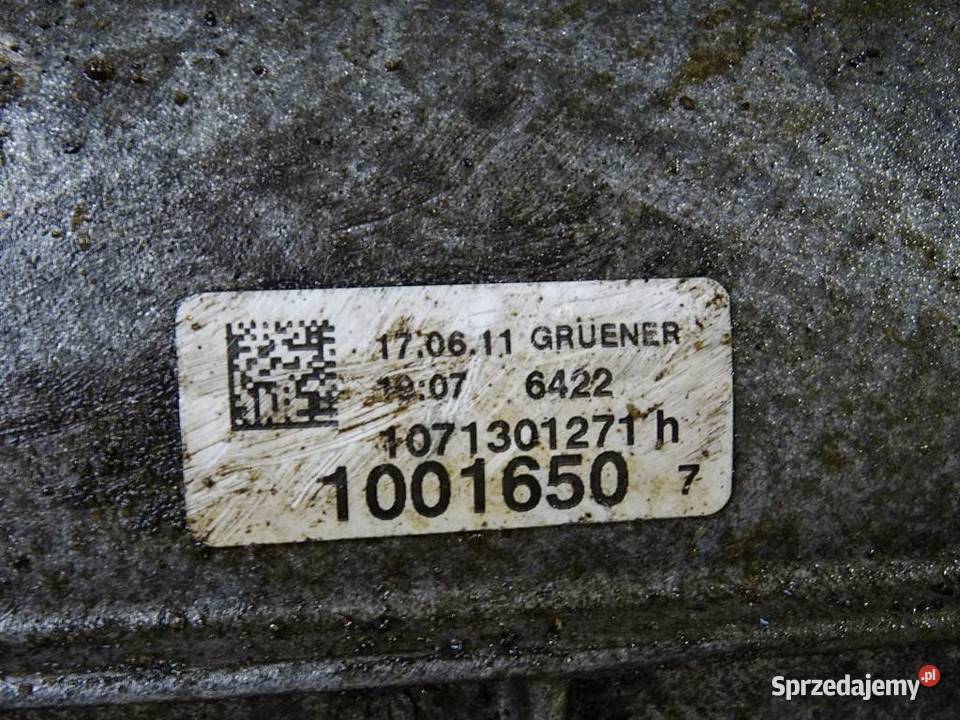 17.06.11 GRUENER
19:07 6422
1071301271 h
1001650 7
Sprzedajemy.pl